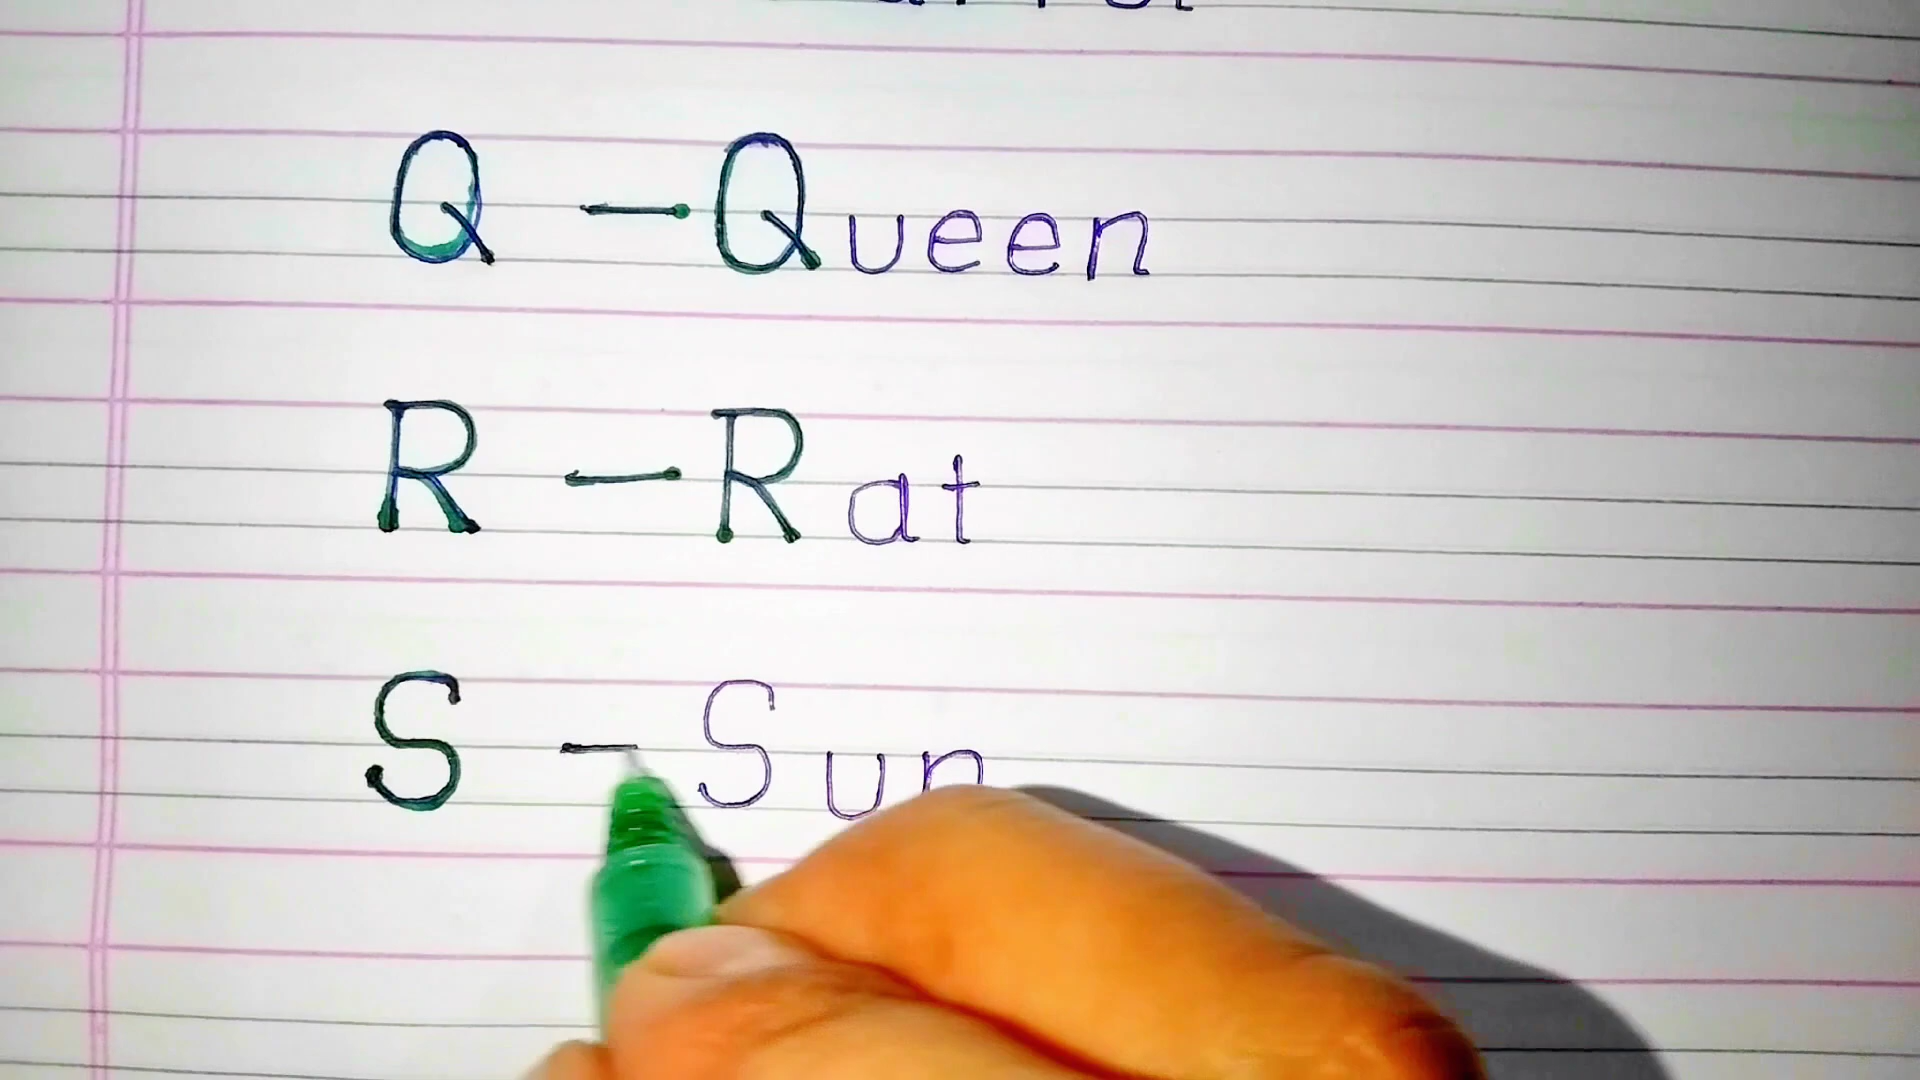 Q - Queen
R - Rat
S - Sun